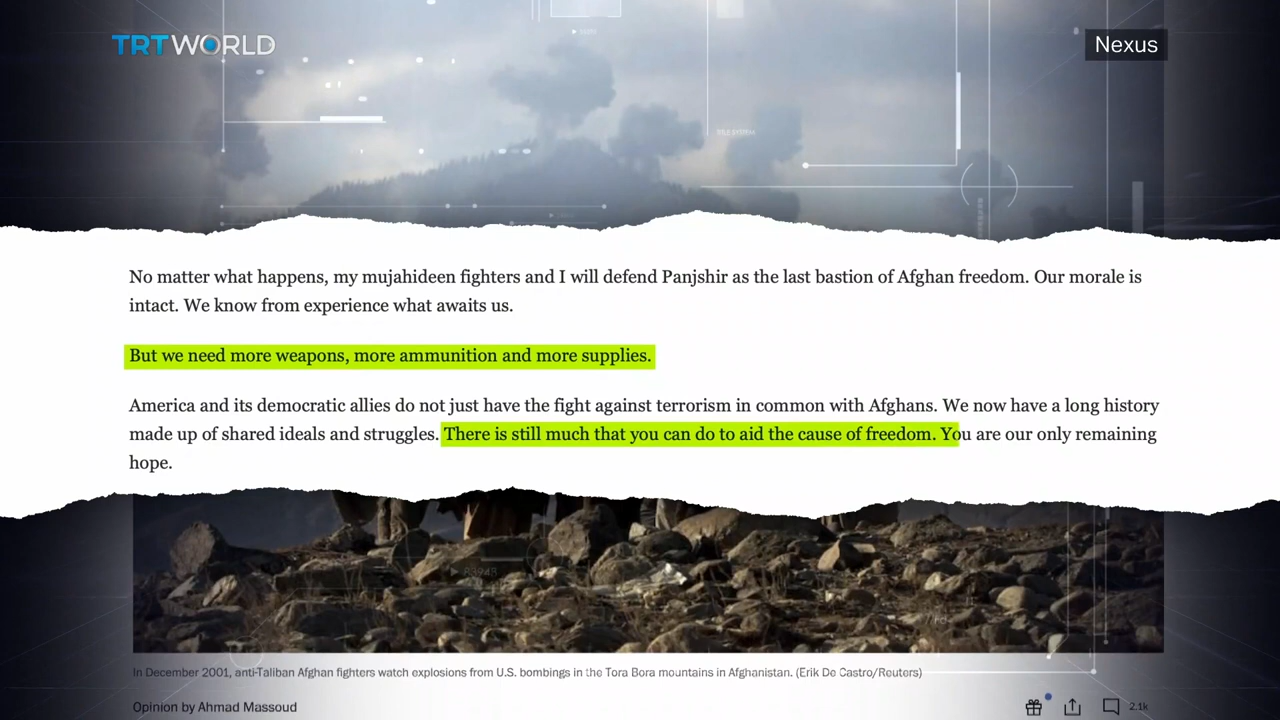 TRT WORLD
Nexus
No matter what happens, my mujahideen fighters and I will defend Panjshir as the last bastion of Afghan freedom. Our morale is
intact. We know from experience what awaits us.
But we need more weapons, more ammunition and more supplies.
America and its democratic allies do not just have the fight against terrorism in common with Afghans. We now have a long history
made up of shared ideals and struggles. There is still much that you can do to aid the cause of freedom. You are our only remaining
hope.
In December 2001, anti-Taliban Afghan fighters watch explosions from U.S. bombings in the Tora Bora mountains in Afghanistan. (Erik De Castro/Reuters)
Opinion by Ahmad Massoud
2.1k